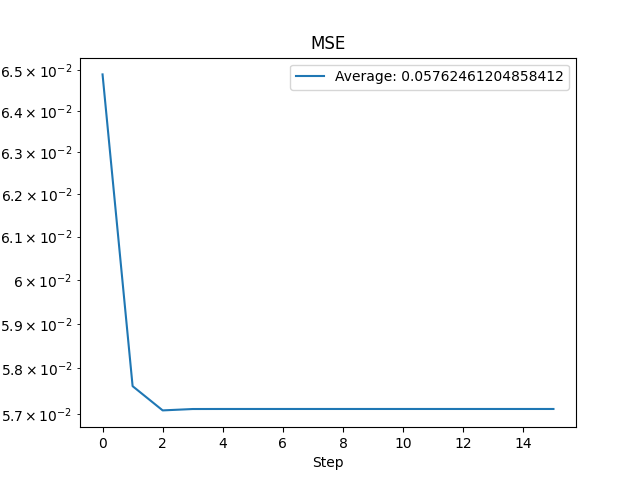 MSE
Average: 0.05762461204858412
6.5 × 10⁻²
6.4 × 10⁻²
6.3 × 10⁻²
6.2 × 10⁻²
6.1 × 10⁻²
6 × 10⁻²
5.9 × 10⁻²
5.8 × 10⁻²
5.7 × 10⁻²
0 2 4 6 8 10 12 14
Step